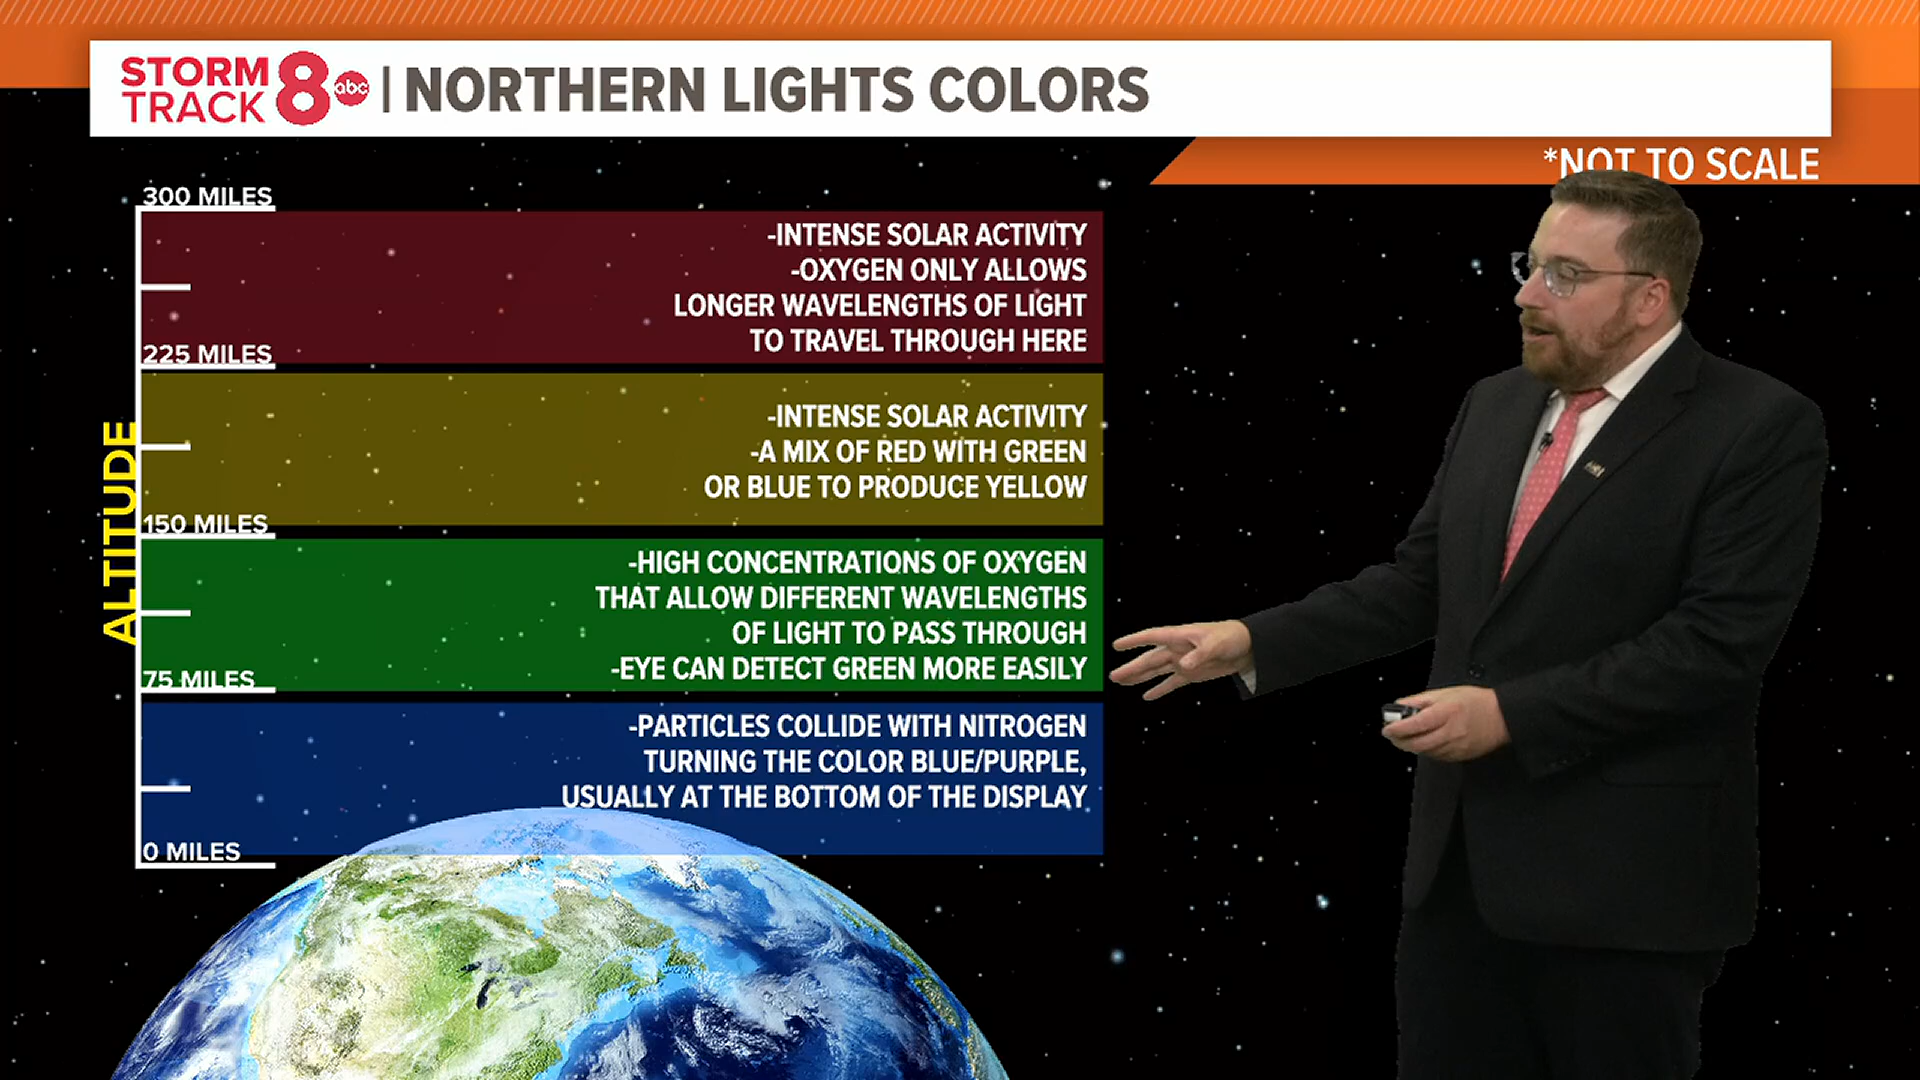 STORM
TRACK 8 abc | NORTHERN LIGHTS COLORS
*NOT TO SCALE
ALTITUDE
300 MILES
-INTENSE SOLAR ACTIVITY
-OXYGEN ONLY ALLOWS
LONGER WAVELENGTHS OF LIGHT
TO TRAVEL THROUGH HERE
225 MILES
-INTENSE SOLAR ACTIVITY
-A MIX OF RED WITH GREEN
OR BLUE TO PRODUCE YELLOW
150 MILES
-HIGH CONCENTRATIONS OF OXYGEN
THAT ALLOW DIFFERENT WAVELENGTHS
OF LIGHT TO PASS THROUGH
-EYE CAN DETECT GREEN MORE EASILY
75 MILES
-PARTICLES COLLIDE WITH NITROGEN
TURNING THE COLOR BLUE/PURPLE,
USUALLY AT THE BOTTOM OF THE DISPLAY
0 MILES